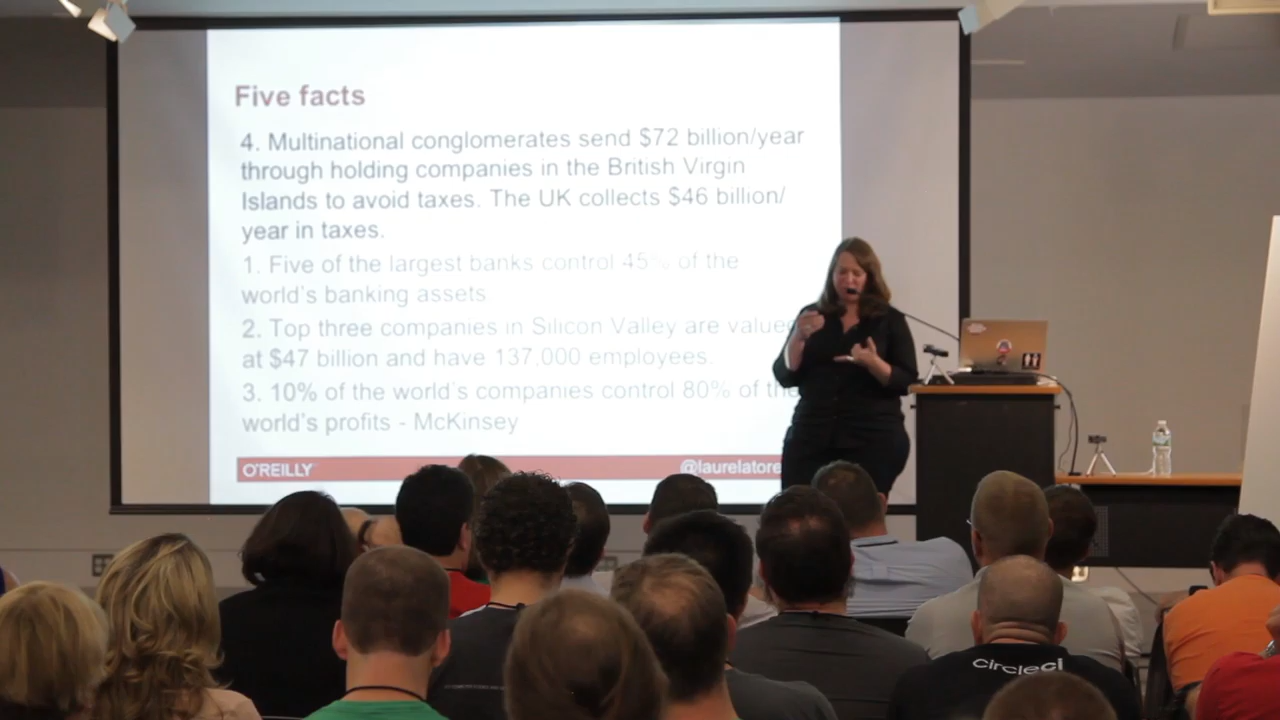 Five facts
4. Multinational conglomerates send $72 billion/year
through holding companies in the British Virgin
Islands to avoid taxes. The UK collects $46 billion/
year in taxes.
1. Five of the largest banks control 45% of the
world's banking assets
2. Top three companies in Silicon Valley are value
at $47 billion and have 137,000 employees.
3. 10% of the world's companies control 80% of the
world's profits - McKinsey
O'REILLY
@laurelatore
circleci